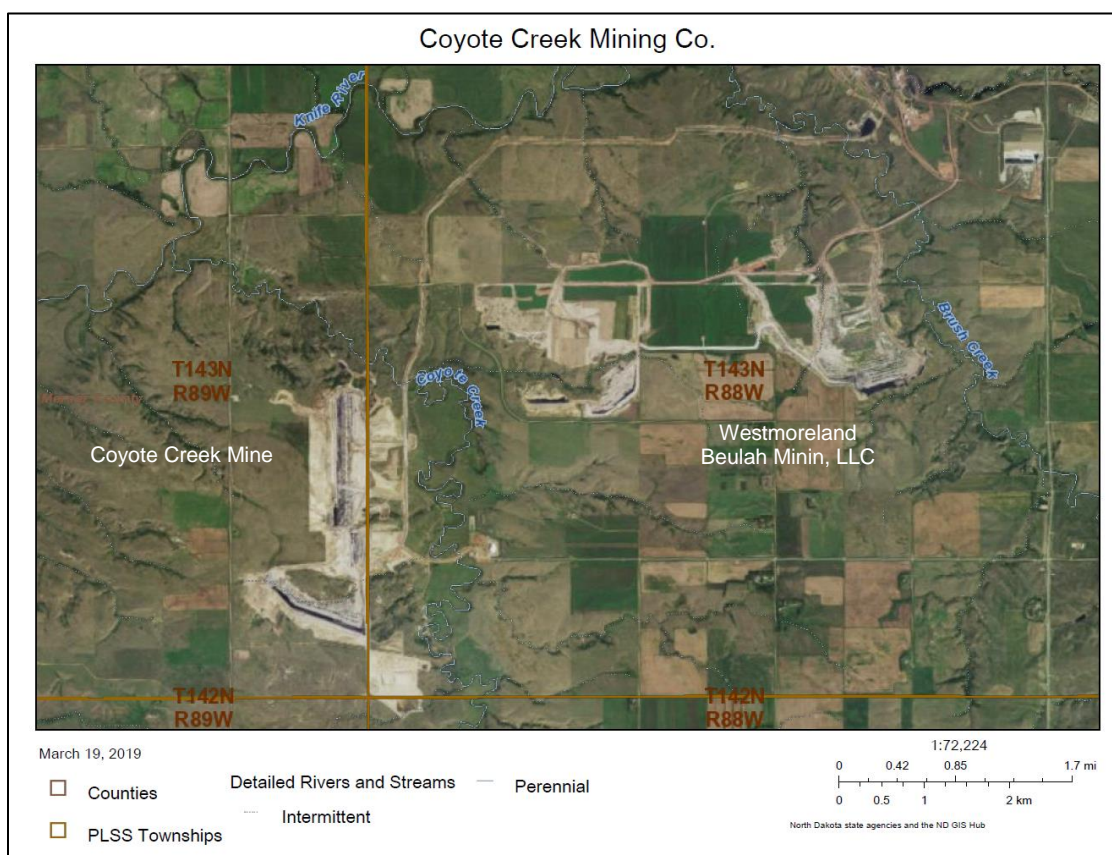 Coyote Creek Mining Co.
Knife River
Brush Creek
T143N
R89W
Coyote Creek
T143N
R88W
Coyote Creek Mine
Westmoreland
Beulah Minin, LLC
T142N
R89W
T142N
R88W
March 19, 2019
Counties
PLSS Townships
Detailed Rivers and Streams
Intermittent
Perennial
1:72,224
0 0.42 0.85 1.7 mi
0 0.5 1 2 km
North Dakota state agencies and the ND GIS Hub